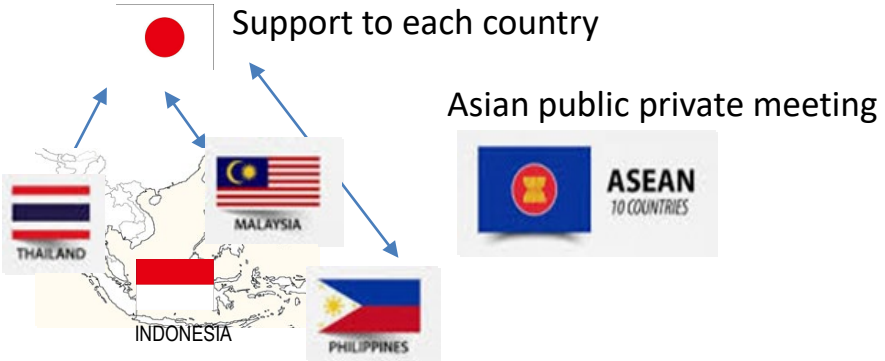 Support to each country
Asian public private meeting
ASEAN
10 COUNTRIES
MALAYSIA
THAILAND
INDONESIA
PHILIPPINES